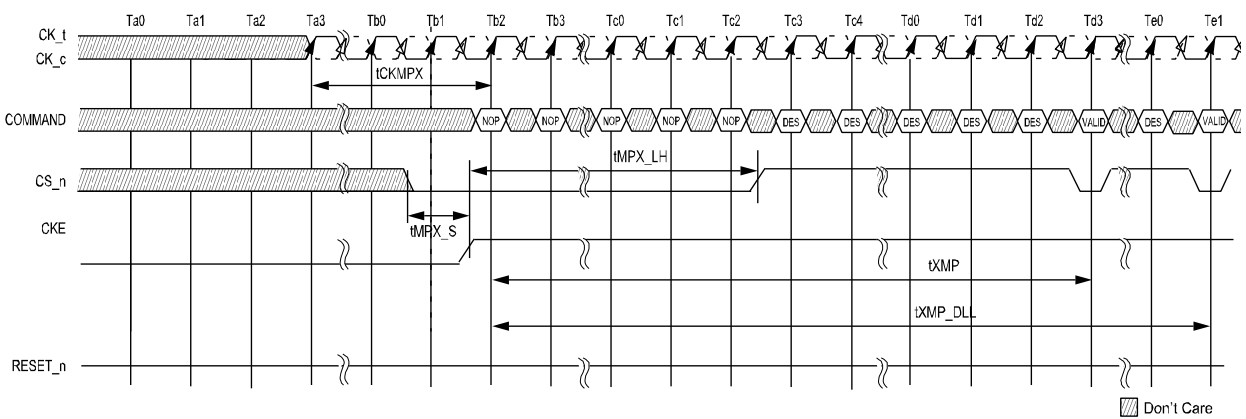 Ta0 Ta1 Ta2 Ta3 Tb0 Tb1 Tb2 Tb3 Tc0 Tc1 Tc2 Tc3 Tc4 Td0 Td1 Td2 Td3 Te0 Te1
CK_t
CK_c
tCKMPX
COMMAND NOP NOP NOP NOP NOP DES DES DES DES DES VALID DES VALID
tMPX_LH
CS_n
tMPX_S
CKE
tXMP
tXMP_DLL
RESET_n
Don't Care